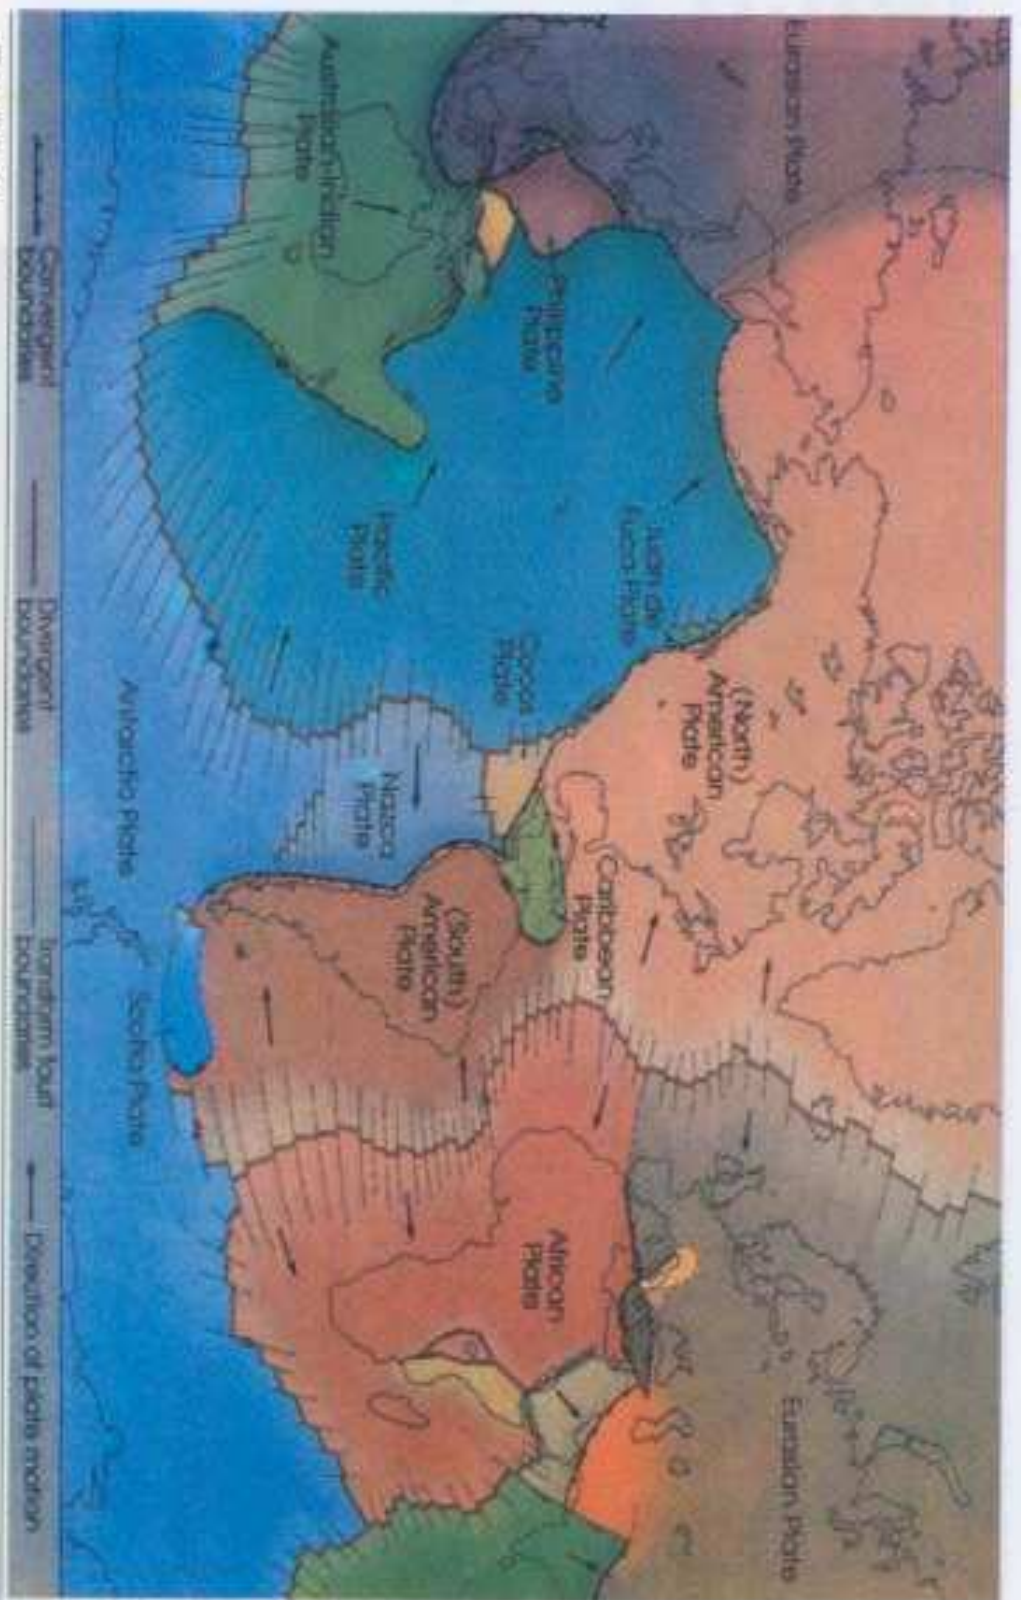 Eurasian Plate
Australian-Indian
Plate
Philippine
Plate
Pacific
Plate
Juan de
Fuca Plate
Cocos
Plate
(North)
American
Plate
Nazca
Plate
Caribbean
Plate
(South)
American
Plate
African
Plate
Eurasian Plate
Antarctic Plate
Scotia Plate
Convergent
boundaries
Divergent
boundaries
Transform fault
boundaries
Direction of plate motion